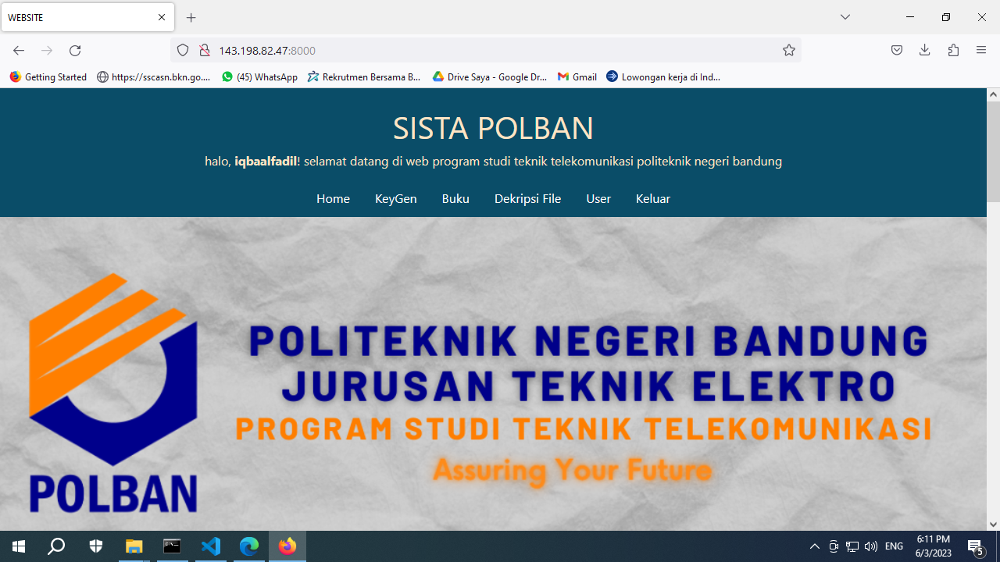 WEBSITE
143.198.82.47:8000
Getting Started
https://sscasn.bkn.go....
(45) WhatsApp
Rekrutmen Bersama B...
Drive Saya - Google Dr...
Gmail
Lowongan kerja di Ind...
SISTA POLBAN
halo, iqbaalfadil! selamat datang di web program studi teknik telekomunikasi politeknik negeri bandung
Home KeyGen Buku Dekripsi File User Keluar
POLITEKNIK NEGERI BANDUNG
JURUSAN TEKNIK ELEKTRO
PROGRAM STUDI TEKNIK TELEKOMUNIKASI
Assuring Your Future
POLBAN
ENG
6:11 PM
6/3/2023
5